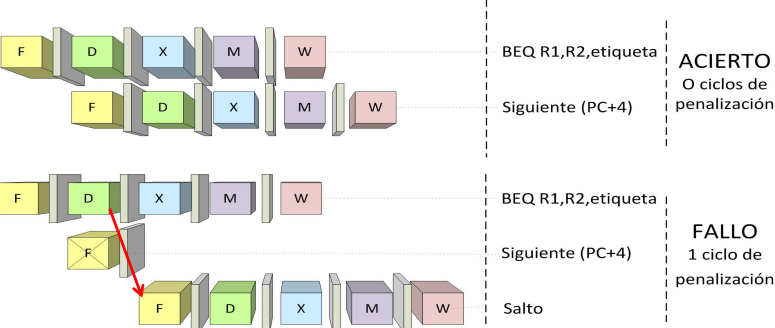 F D X M W BEQ R1,R2,etiqueta
F D X M W Siguiente (PC+4)
ACIERTO
O ciclos de
penalización
F D X M W BEQ R1,R2,etiqueta
F Siguiente (PC+4)
F D X M W Salto
FALLO
1 ciclo de
penalización